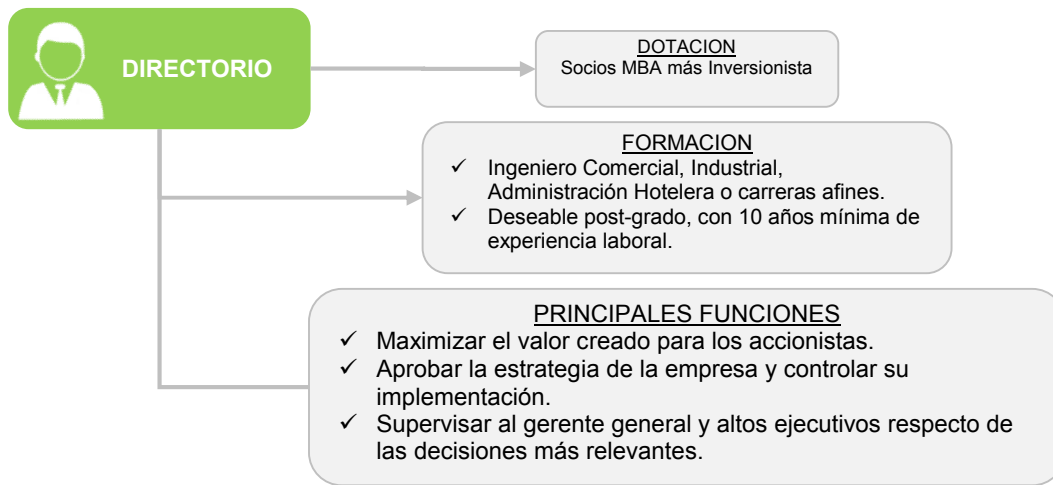 DIRECTORIO
DOTACION
Socios MBA más Inversionista
FORMACION
✓ Ingeniero Comercial, Industrial,
Administración Hotelera o carreras afines.
✓ Deseable post-grado, con 10 años mínima de
experiencia laboral.
PRINCIPALES FUNCIONES
✓ Maximizar el valor creado para los accionistas.
✓ Aprobar la estrategia de la empresa y controlar su
implementación.
✓ Supervisar al gerente general y altos ejecutivos respecto de
las decisiones más relevantes.